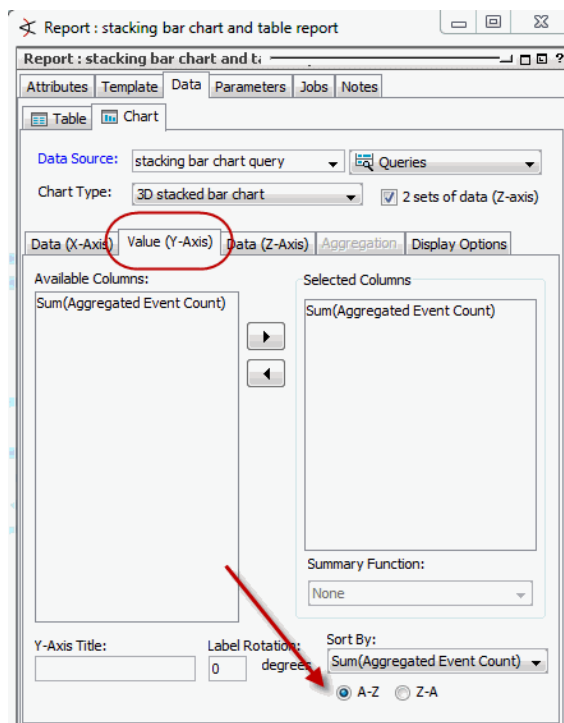 Report : stacking bar chart and table report
Report : stacking bar chart and ta
Attributes Template Data Parameters Jobs Notes
Table Chart
Data Source: stacking bar chart query Queries
Chart Type: 3D stacked bar chart 2 sets of data (Z-axis)
Data (X-Axis) Value (Y-Axis) Data (Z-Axis) Aggregation Display Options
Available Columns: Selected Columns
Sum(Aggregated Event Count) Sum(Aggregated Event Count)
Summary Function:
None
Y-Axis Title: Label Rotation: Sort By:
0 degrees Sum(Aggregated Event Count)
A-Z Z-A